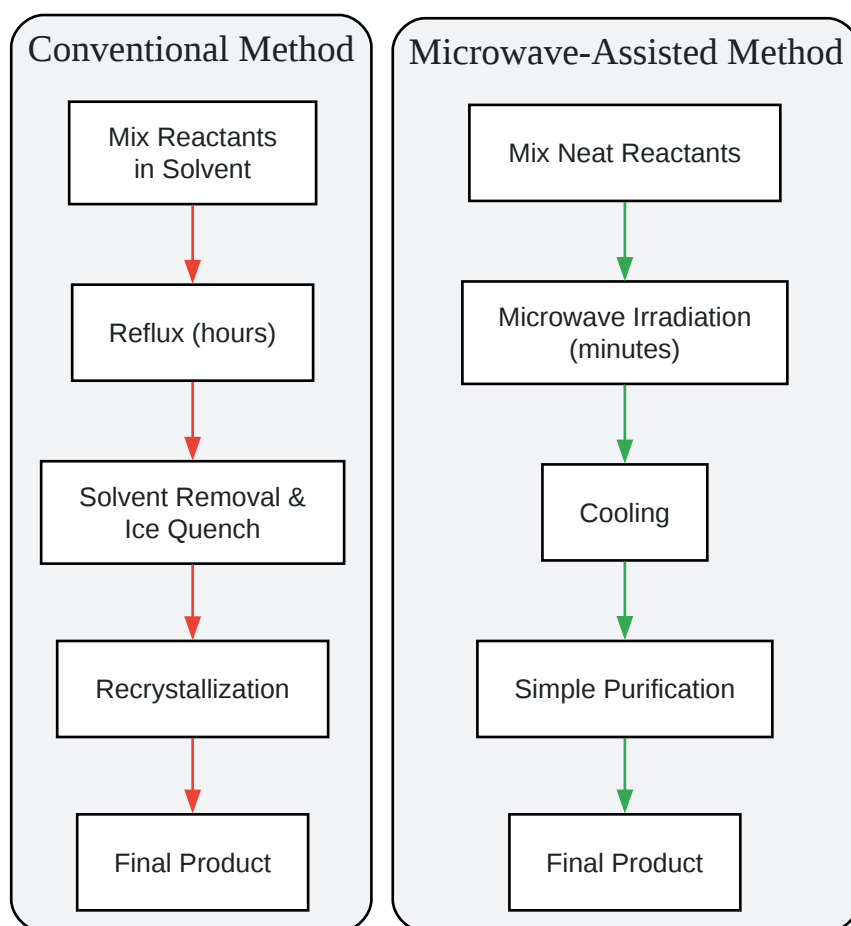 Conventional Method
Mix Reactants
in Solvent
Reflux (hours)
Solvent Removal &
Ice Quench
Recrystallization
Final Product
Microwave-Assisted Method
Mix Neat Reactants
Microwave Irradiation
(minutes)
Cooling
Simple Purification
Final Product